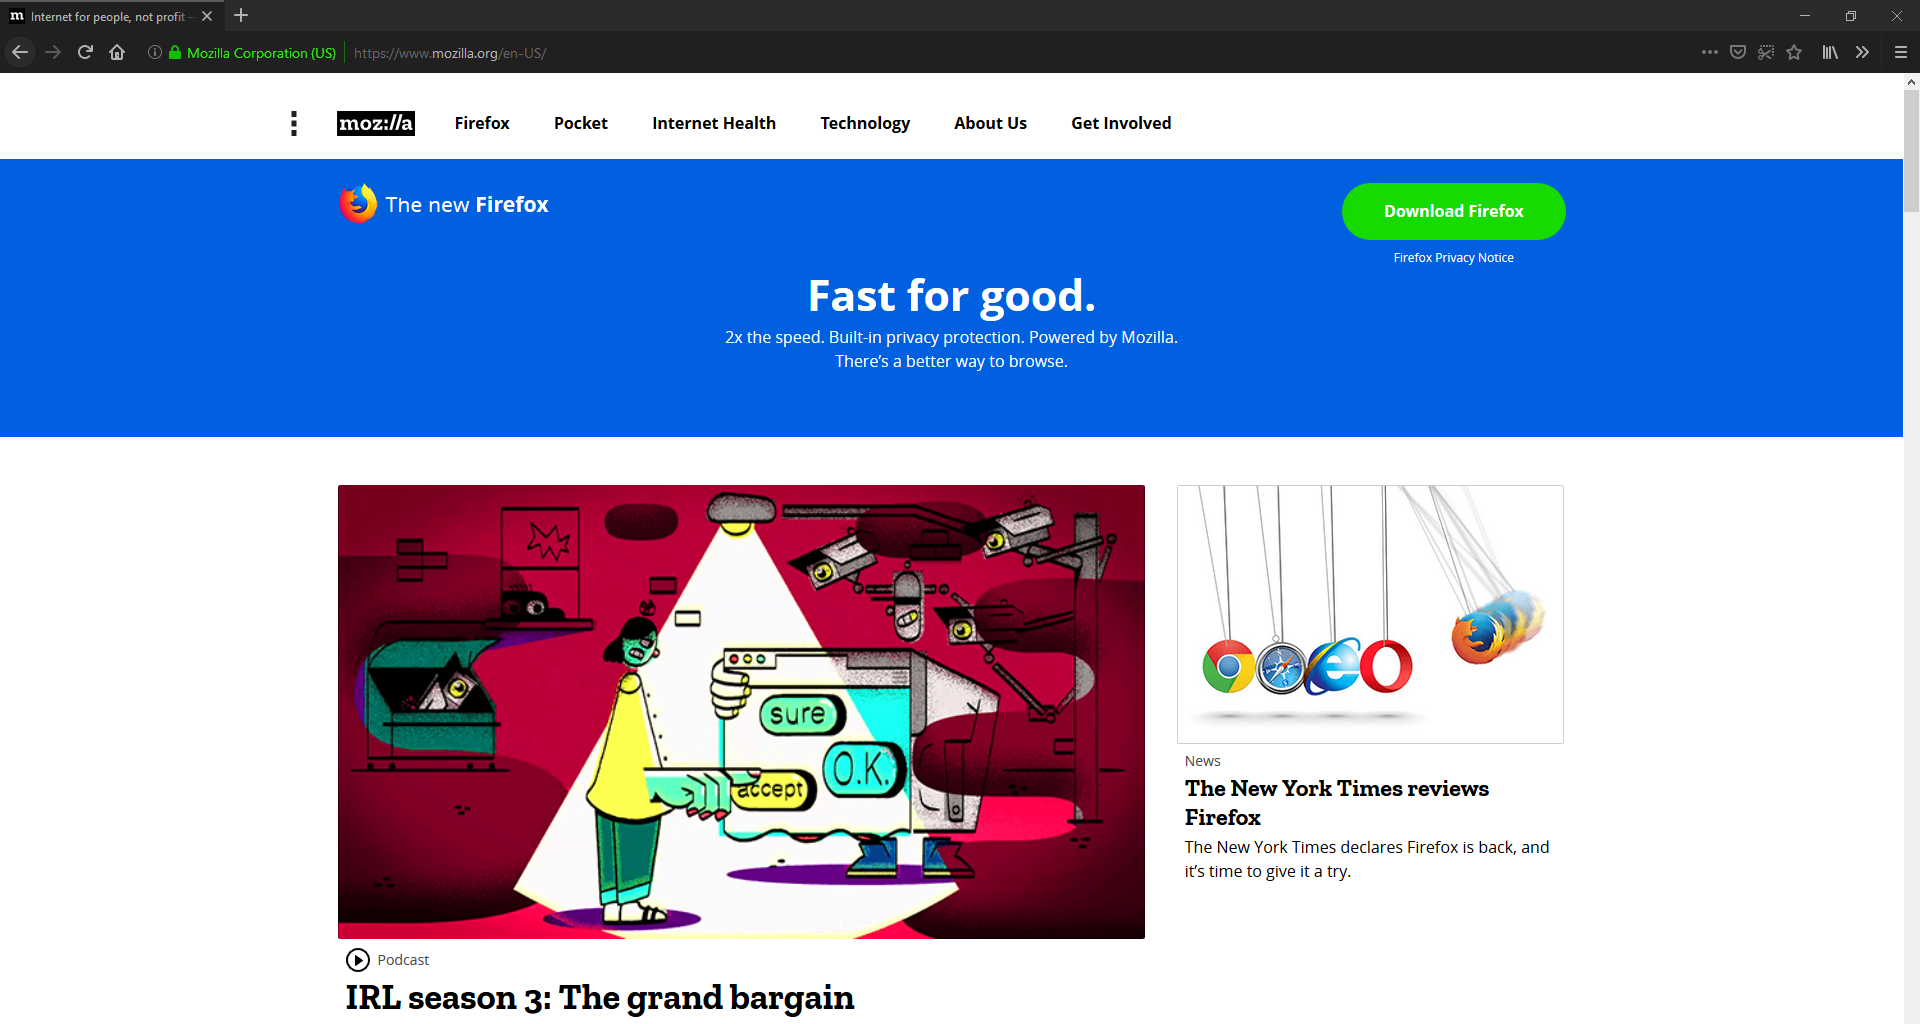 m Internet for people, not profit
Mozilla Corporation (US) https://www.mozilla.org/en-US/
moz://a Firefox Pocket Internet Health Technology About Us Get Involved
The new Firefox
Download Firefox
Firefox Privacy Notice
Fast for good.
2x the speed. Built-in privacy protection. Powered by Mozilla.
There’s a better way to browse.
sure
O.K.
accept
Podcast
IRL season 3: The grand bargain
News
The New York Times reviews
Firefox
The New York Times declares Firefox is back, and
it’s time to give it a try.